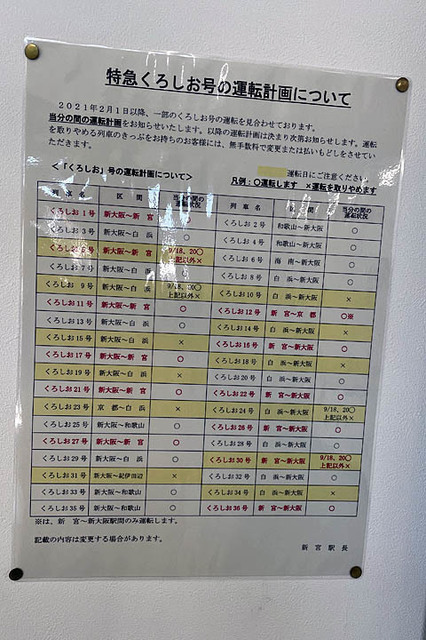 特急くろしお号の運転計画について
2021年2月1日以降、一部のくろしお号の運転を見合わせております。
当分の間の運転計画をお知らせいたします。以降の運転計画は決まり次第お知らせします。運転
を取りやめる列車のきっぷをお持ちのお客様には、無手数料で変更または払いもどしをさせてい
ただきます。
運転日にご注意ください
<「くろしお」号の運転計画について>
凡例:〇運転します ×運転を取りやめます
列車名 区間 当分の間の運転状況
くろしお1号 新大阪~新宮
くろしお3号 新大阪~白浜 〇
くろしお5号 新大阪~新宮 9/18、20〇 上記以外×
くろしお7号 新大阪~白浜 〇
くろしお9号 新大阪~白浜 9/18、20〇 上記以外×
くろしお11号 新大阪~新宮 〇
くろしお13号 新大阪~白浜 〇
くろしお15号 新大阪~白浜 ×
くろしお17号 新大阪~新宮 〇
くろしお19号 新大阪~白浜 ×
くろしお21号 新大阪~新宮 〇
くろしお23号 京都~白浜 ×
くろしお25号 新大阪~和歌山 〇
くろしお27号 新大阪~新宮 〇
くろしお29号 新大阪~白浜 〇
くろしお31号 新大阪~紀伊田辺 ×
くろしお33号 新大阪~和歌山 〇
くろしお35号 新大阪~和歌山 〇
列車名 区間 当分の間の運転状況
くろしお2号 和歌山~新大阪 〇
くろしお4号 和歌山~新大阪 〇
くろしお6号 海南~新大阪 〇
くろしお8号 白浜~新大阪 〇
くろしお10号 白浜~新大阪 ×
くろしお12号 新宮~京都 〇※
くろしお14号 白浜~新大阪 ×
くろしお16号 新宮~新大阪 〇
くろしお18号 白浜~新大阪 ×
くろしお20号 白浜~新大阪 〇
くろしお22号 新宮~新大阪 〇
くろしお24号 白浜~新大阪 9/18、20〇 上記以外×
くろしお26号 新宮~新大阪 〇
くろしお28号 白浜~新大阪 〇
くろしお30号 新宮~新大阪 9/18、20〇 上記以外×
くろしお32号 白浜~新大阪 〇
くろしお34号 白浜~新大阪 ×
くろしお36号 新宮~新大阪 〇
※は、新宮~新大阪駅間のみ運転します。
記載の内容は変更する場合があります。
新宮駅長